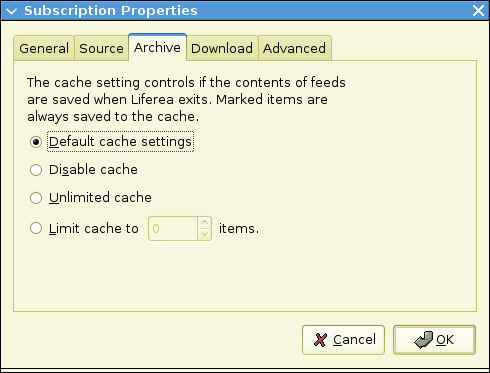 Subscription Properties
General Source Archive Download Advanced
The cache setting controls if the contents of feeds
are saved when Liferea exits. Marked items are
always saved to the cache.
Default cache settings
Disable cache
Unlimited cache
Limit cache to 0 items.
Cancel OK